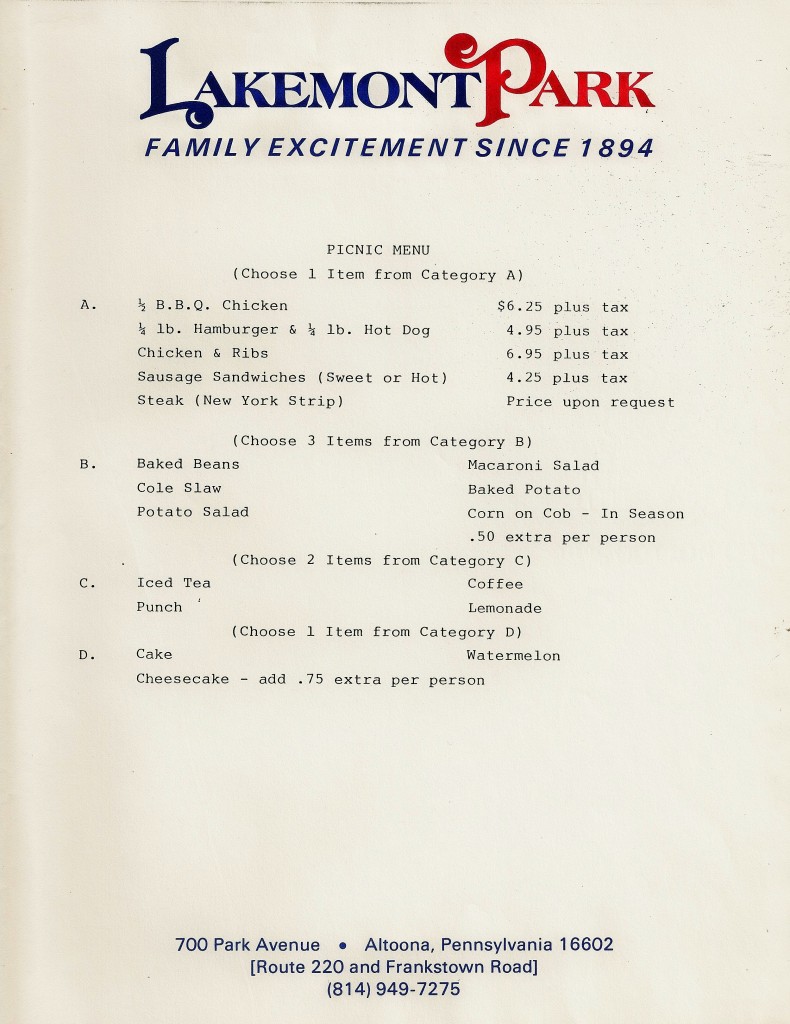 LAKEMONT PARK
FAMILY EXCITEMENT SINCE 1894
PICNIC MENU
(Choose 1 Item from Category A)
A. ½ B.B.Q. Chicken $6.25 plus tax
¼ lb. Hamburger & ¼ lb. Hot Dog 4.95 plus tax
Chicken & Ribs 6.95 plus tax
Sausage Sandwiches (Sweet or Hot) 4.25 plus tax
Steak (New York Strip) Price upon request
(Choose 3 Items from Category B)
B. Baked Beans Macaroni Salad
Cole Slaw Baked Potato
Potato Salad Corn on Cob - In Season
.50 extra per person
(Choose 2 Items from Category C)
C. Iced Tea Coffee
Punch Lemonade
(Choose 1 Item from Category D)
D. Cake Watermelon
Cheesecake - add .75 extra per person
700 Park Avenue • Altoona, Pennsylvania 16602
[Route 220 and Frankstown Road]
(814) 949-7275